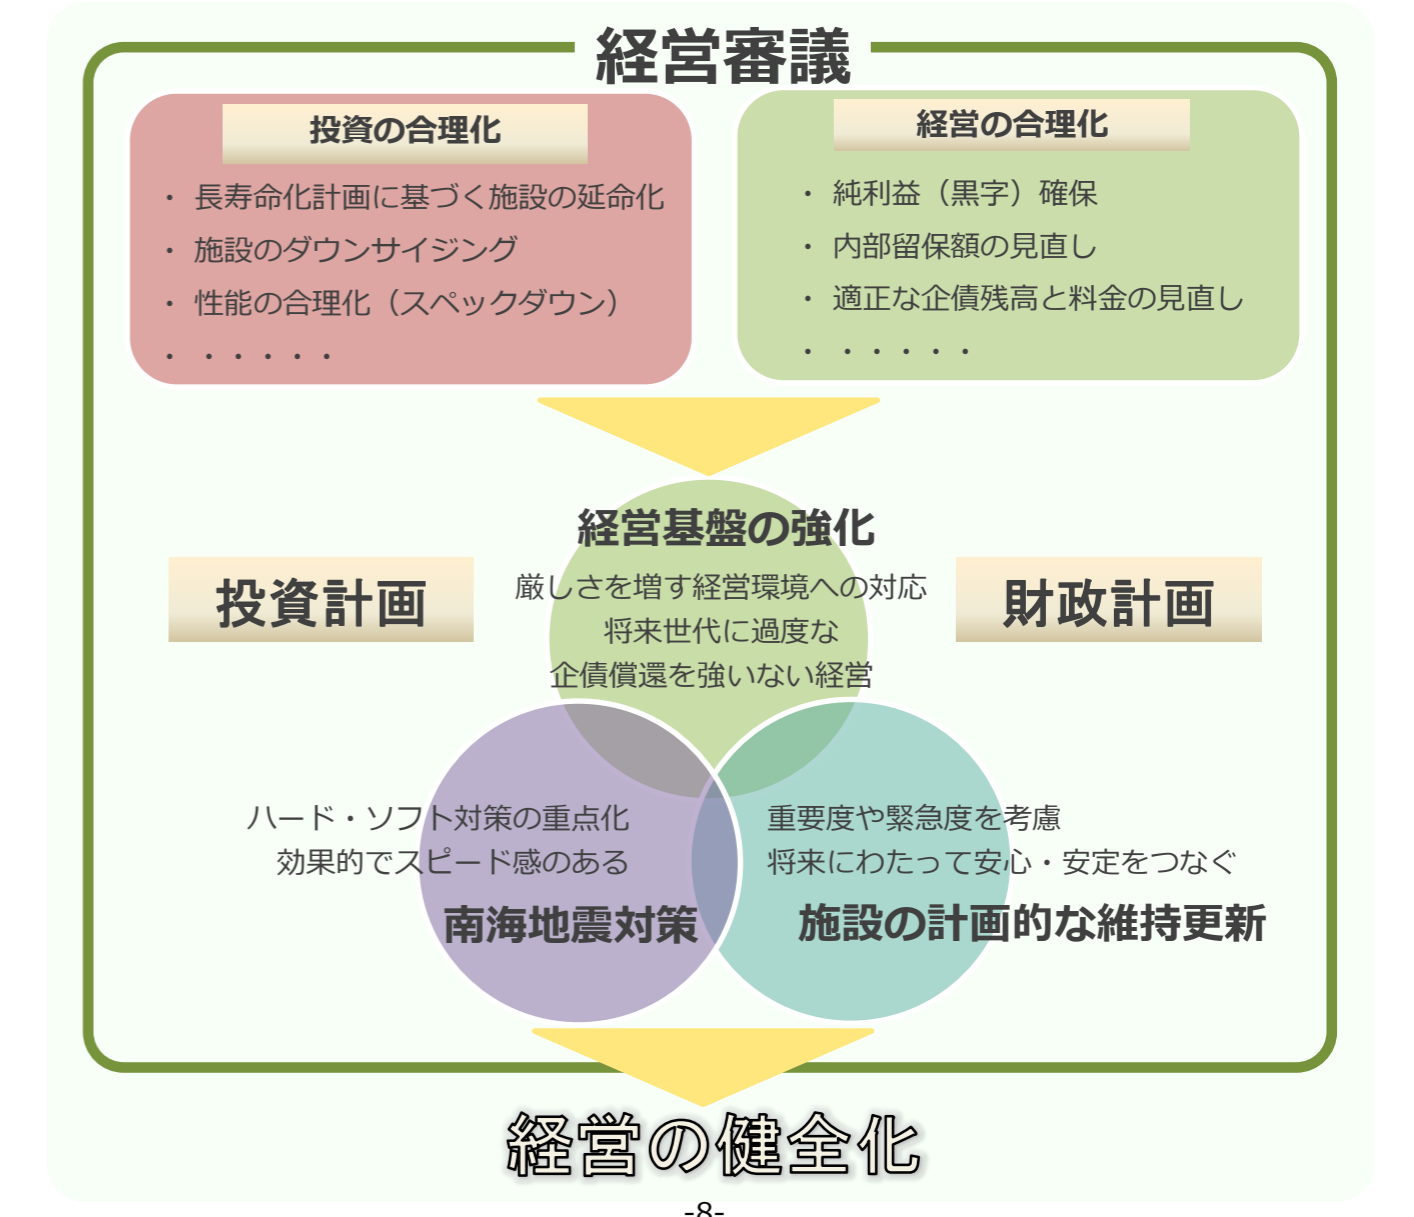 経営審議
投資の合理化
・ 長寿命化計画に基づく施設の延命化
・ 施設のダウンサイジング
・ 性能の合理化（スペックダウン）
・ ・・・・・
経営の合理化
・ 純利益（黒字）確保
・ 内部留保額の見直し
・ 適正な企債残高と料金の見直し
・ ・・・・・
経営基盤の強化
厳しさを増す経営環境への対応
将来世代に過度な
企債償還を強いない経営
投資計画
財政計画
ハード・ソフト対策の重点化
効果的でスピード感のある
南海地震対策
重要度や緊急度を考慮
将来にわたって安心・安定をつなぐ
施設の計画的な維持更新
経営の健全化
-8-